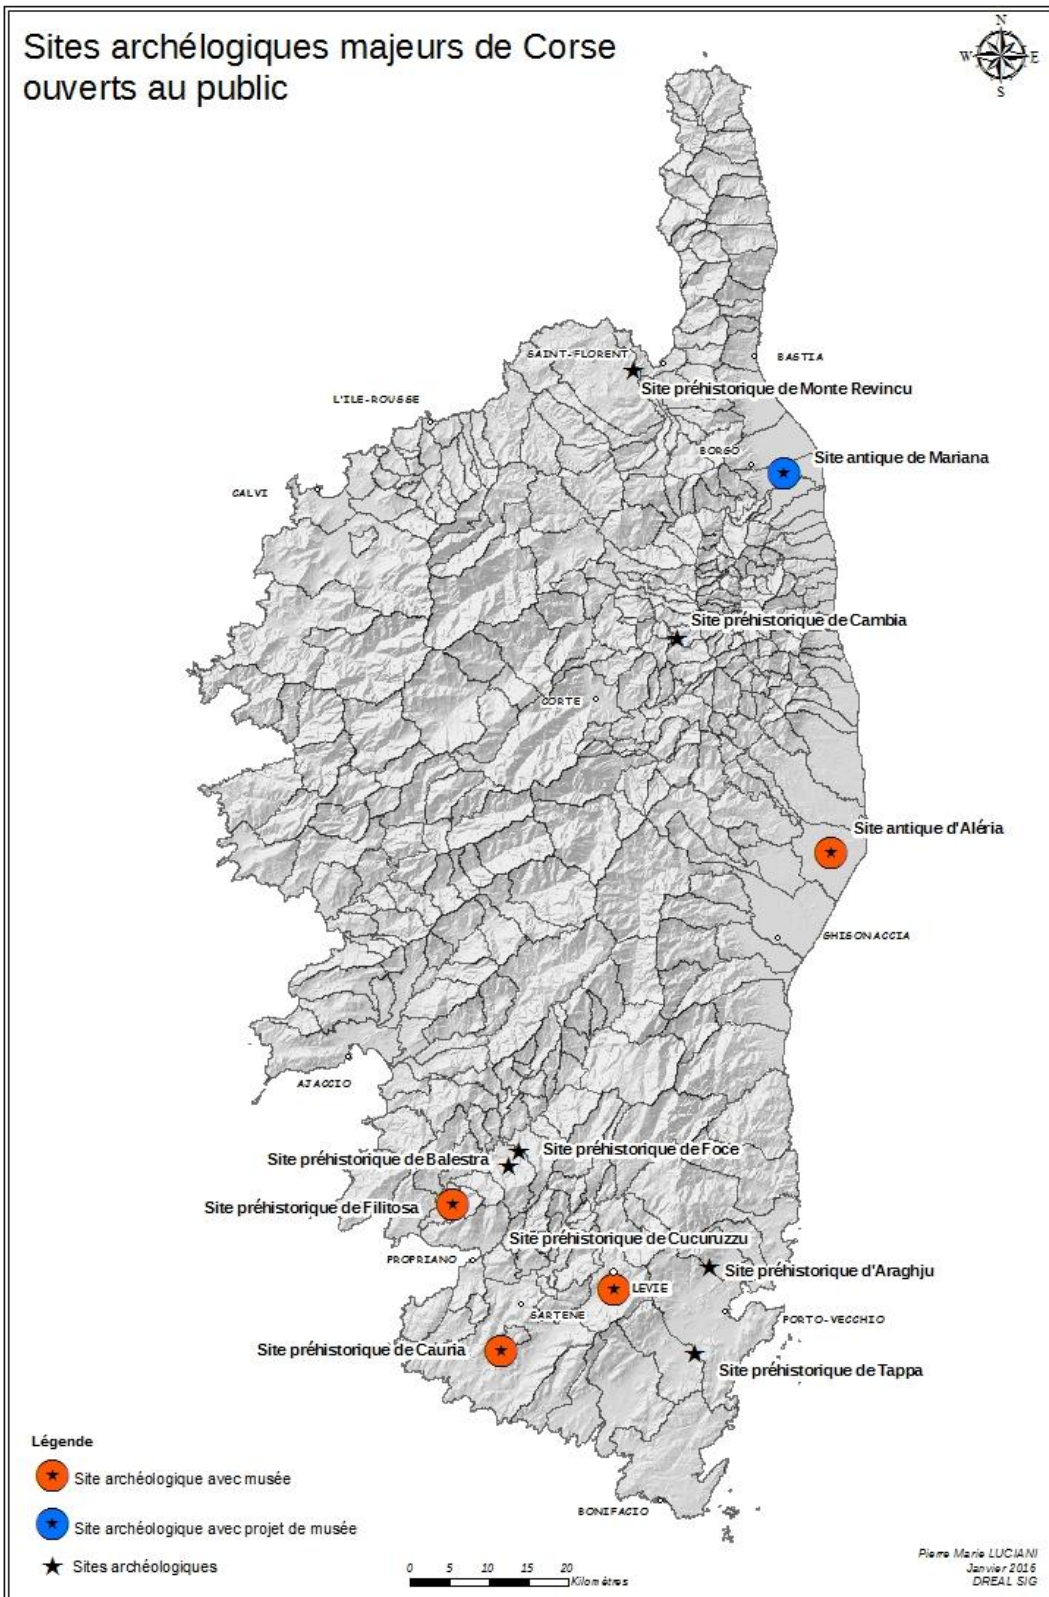 Sites archélogiques majeurs de Corse
ouverts au public
N
W
E
S
SAINT-FLORENT
BASTIA
Site préhistorique de Monte Revincu
L'ILE-ROUSSE
BORGO
Site antique de Mariana
CALVI
Site préhistorique de Cambia
CORTE
Site antique d'Aléria
GHISONACCIA
AJACCIO
Site préhistorique de Foce
Site préhistorique de Balestra
Site préhistorique de Filitosa
Site préhistorique de Cucuruzzu
PROPRIANO
Site préhistorique d'Araghju
LEVIE
SARTENE
PORTO-VECCHIO
Site préhistorique de Cauria
Site préhistorique de Tappa
Légende
Site archéologique avec musée
Site archéologique avec projet de musée
Sites archéologiques
BONIFACIO
0 5 10 15 20
Kilomètres
Pierre Marie LUCIANI
Janvier 2016
DREAL SIG